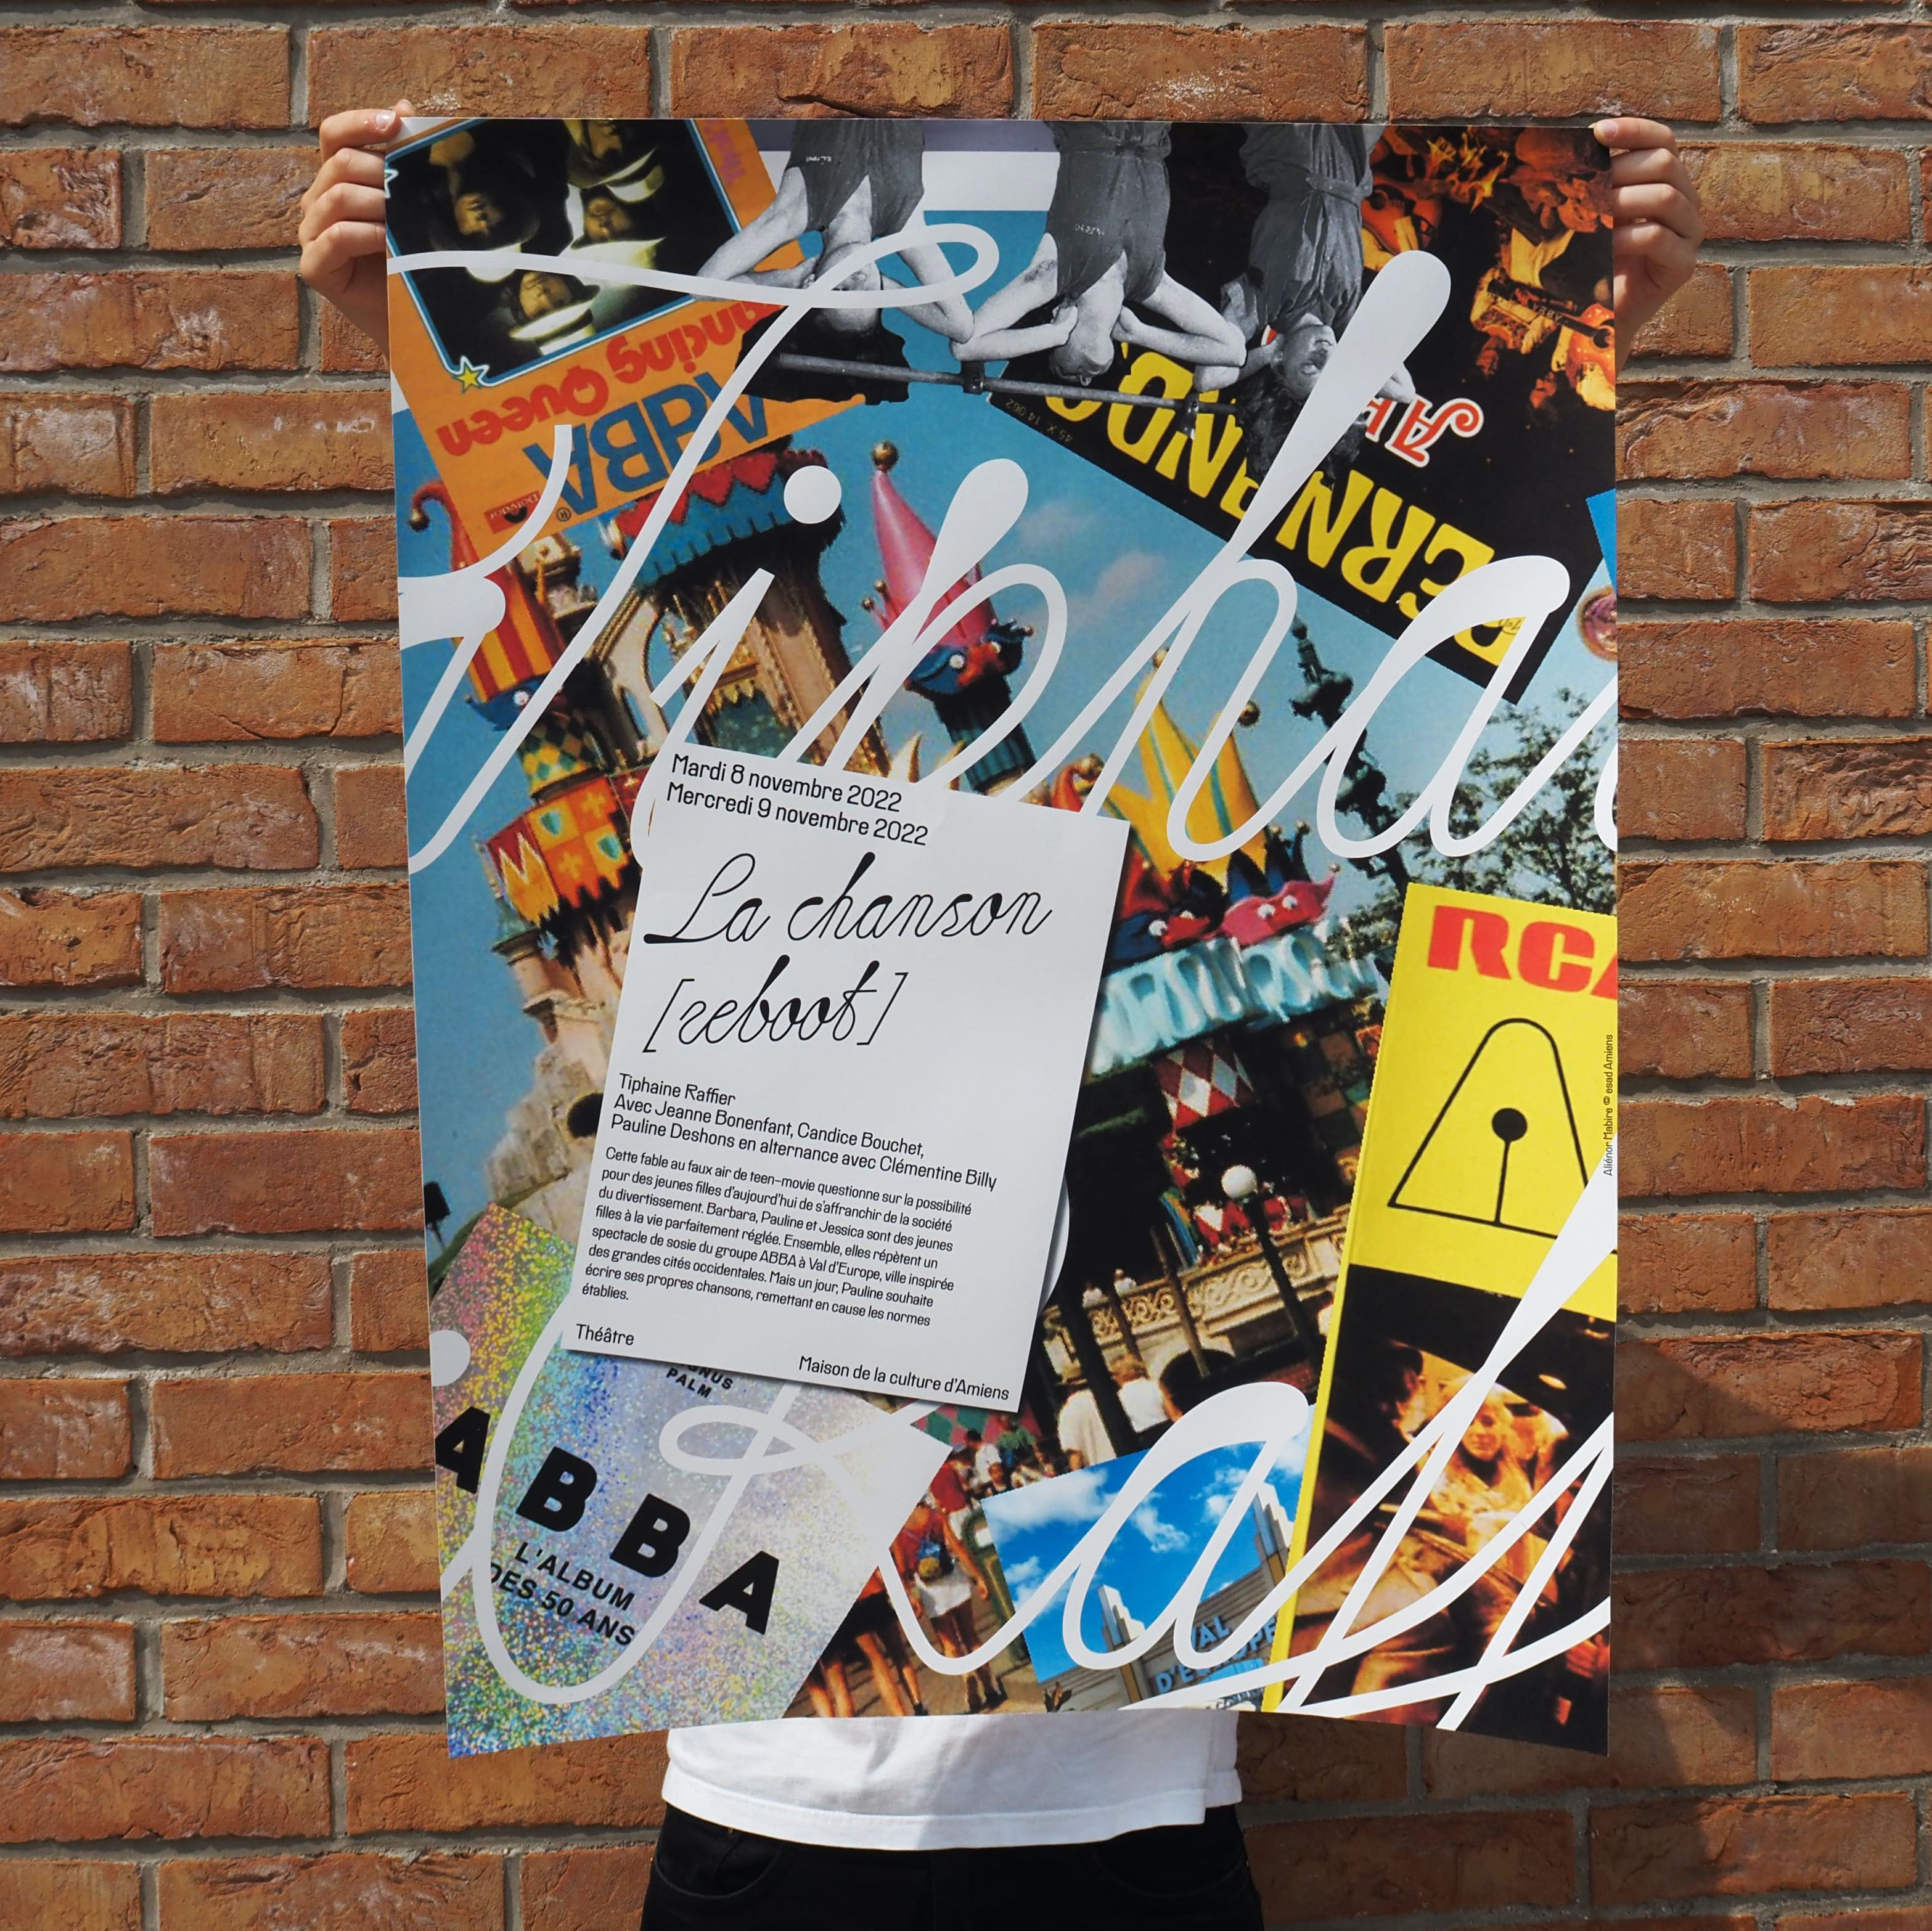 Dancing Queen
ABBA
FERNANDO
45 X 14 062
Tipha
Mardi 8 novembre 2022
Mercredi 9 novembre 2022
La chanson
[reboot]
Tiphaine Raffier
Avec Jeanne Bonenfant, Candice Bouchet,
Pauline Deshons en alternance avec Clémentine Billy
Cette fable au faux air de teen-movie questionne sur la possibilité
pour des jeunes filles d'aujourd'hui de s'affranchir de la société
du divertissement. Barbara, Pauline et Jessica sont des jeunes
filles à la vie parfaitement réglée. Ensemble, elles répètent un
spectacle de sosie du groupe ABBA à Val d'Europe, ville inspirée
des grandes cités occidentales. Mais un jour, Pauline souhaite
écrire ses propres chansons, remettant en cause les normes
établies.
Théâtre
Maison de la culture d'Amiens
RCA
Aliénor Mabire © esad Amiens
PALM
ABBA
L'ALBUM
DES 50 ANS
VAL
D'EUROPE
Raff